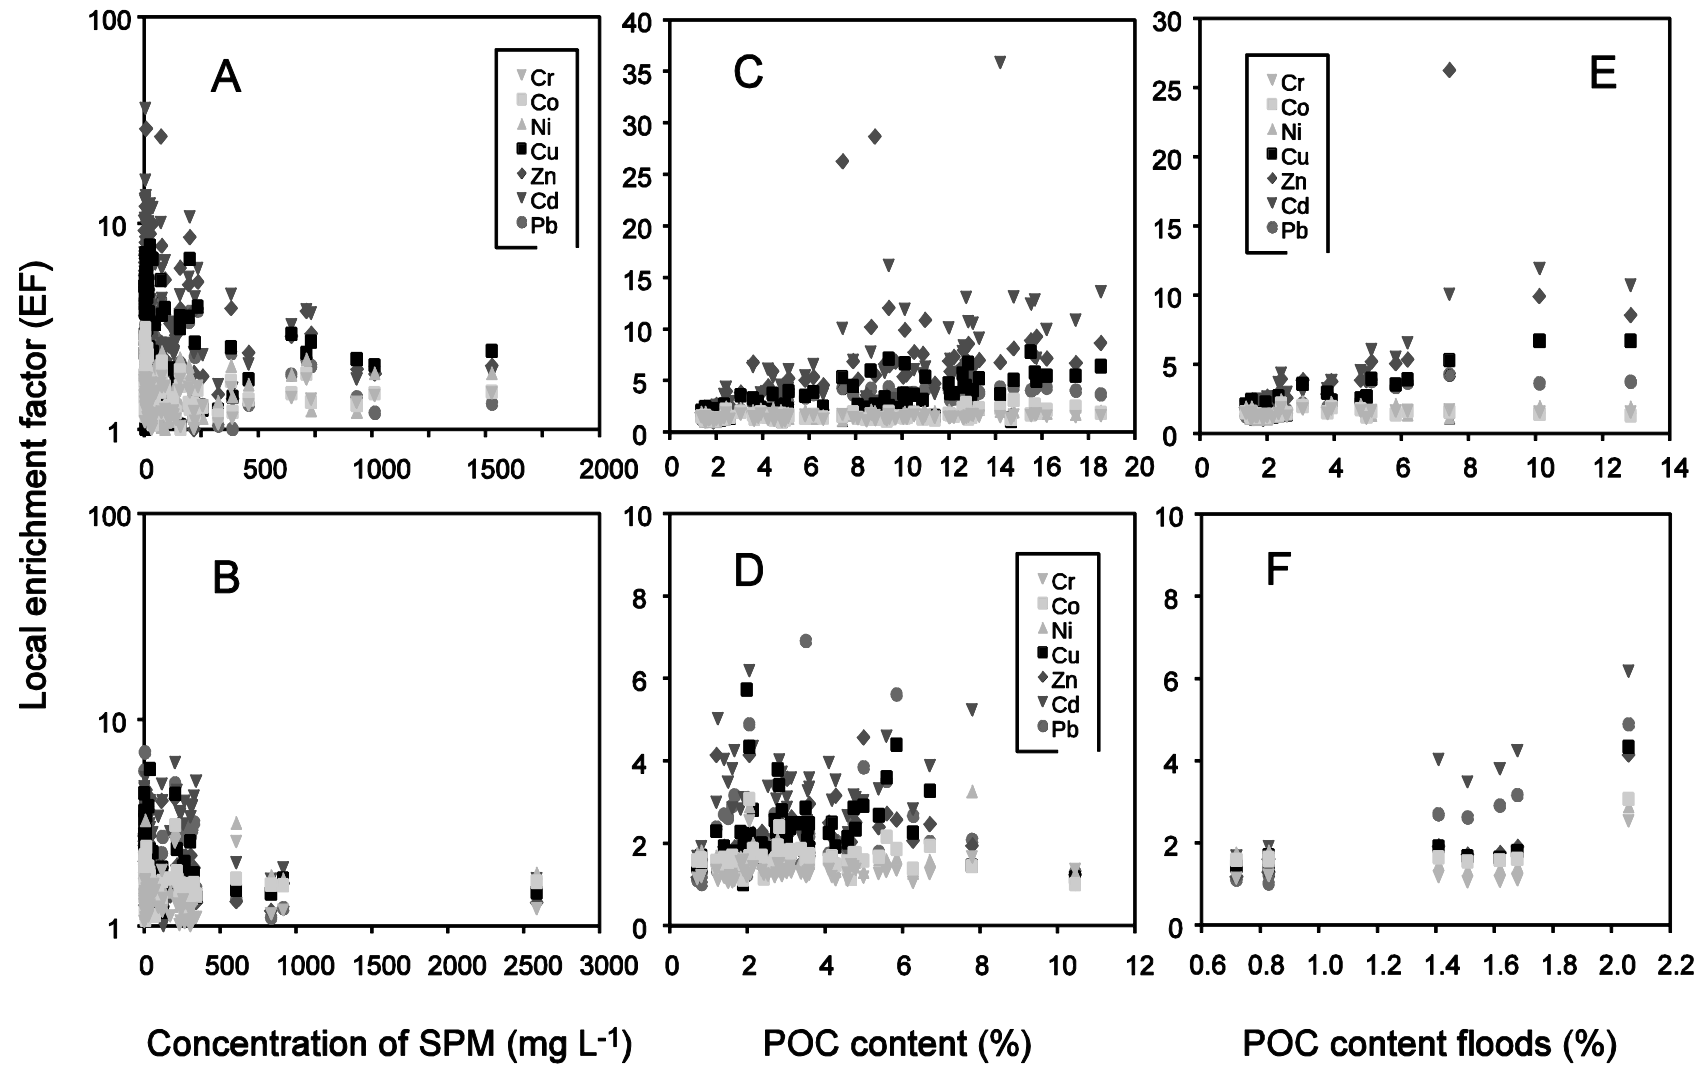 Local enrichment factor (EF)
A
100
10
1
0 500 1000 1500 2000
Cr
Co
Ni
Cu
Zn
Cd
Pb
C
40
35
30
25
20
15
10
5
0
0 2 4 6 8 10 12 14 16 18 20
E
30
25
20
15
10
5
0
0 2 4 6 8 10 12 14
Cr
Co
Ni
Cu
Zn
Cd
Pb
B
100
10
1
0 500 1000 1500 2000 2500 3000
Concentration of SPM (mg L-1)
D
10
8
6
4
2
0
0 2 4 6 8 10 12
Cr
Co
Ni
Cu
Zn
Cd
Pb
POC content (%)
F
10
8
6
4
2
0
0.6 0.8 1.0 1.2 1.4 1.6 1.8 2.0 2.2
POC content floods (%)